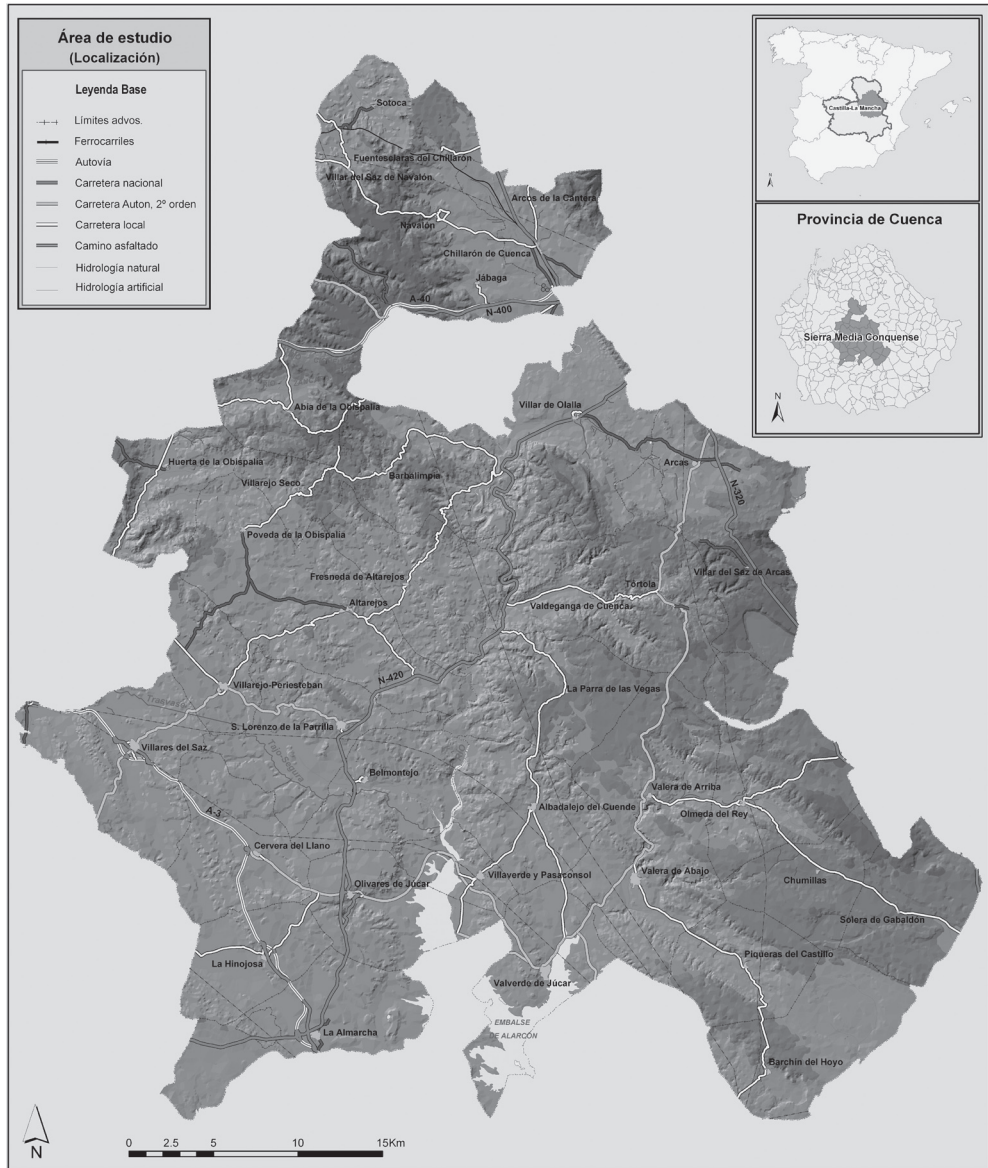 Área de estudio
(Localización)
Leyenda Base
Límites advos.
Ferrocarriles
Autovía
Carretera nacional
Carretera Auton, 2º orden
Carretera local
Camino asfaltado
Hidrología natural
Hidrología artificial
Castilla-La Mancha
N
Provincia de Cuenca
Sierra Media Conquense
N
Sotoca
Fuentesclaras del Chillarón
Villar del Saz de Navalón
Arcos de la Cantera
Navalón
Chillarón de Cuenca
Jábaga
A-40
N-400
Abia de la Obispalía
Villar de Olalla
Huerta de la Obispalía
Barbalimpia
Arcas
Villarejo Seco
N-320
Poveda de la Obispalía
Fresneda de Altarejos
Villar del Saz de Arcas
Tórtola
Altarejos
Valdeganga de Cuenca
N-420
Villarejo-Periesteban
La Parra de las Vegas
S. Lorenzo de la Parrilla
Villares del Saz
Belmontejo
Valera de Arriba
A-3
Albadalejo del Cuende
Olmeda del Rey
Cervera del Llano
Olivares de Júcar
Villaverde y Pasaconsol
Valera de Abajo
Chumillas
Solera de Gabaldón
La Hinojosa
Piqueras del Castillo
Valverde de Júcar
EMBALSE
DE ALARCÓN
La Almarcha
Barchín del Hoyo
N
0 2.5 5 10 15Km